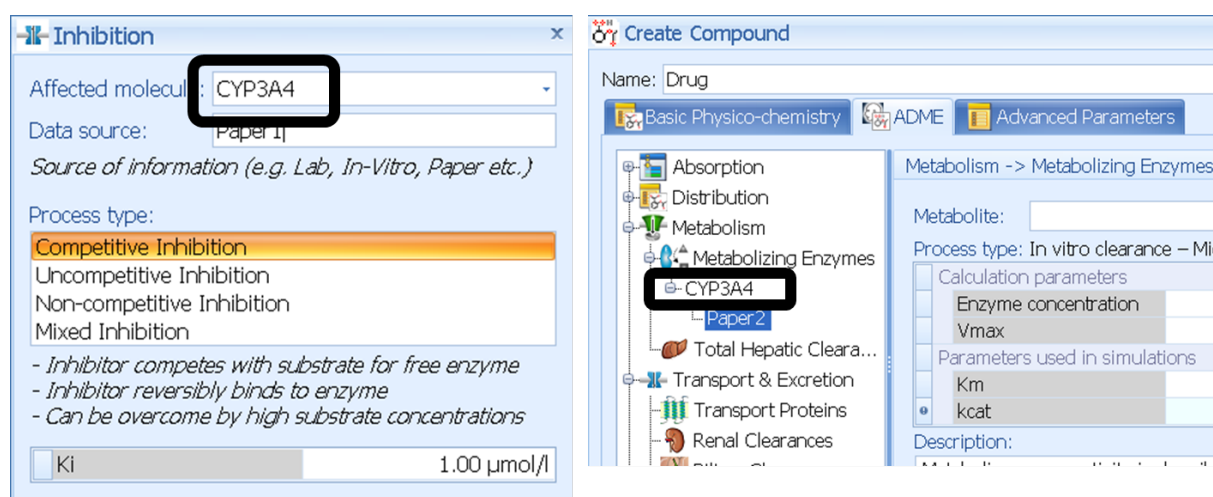 Inhibition
Affected molecul : CYP3A4
Data source: Paper1
Source of information (e.g. Lab, In-Vitro, Paper etc.)
Process type:
Competitive Inhibition
Uncompetitive Inhibition
Non-competitive Inhibition
Mixed Inhibition
- Inhibitor competes with substrate for free enzyme
- Inhibitor reversibly binds to enzyme
- Can be overcome by high substrate concentrations
Ki 1.00 µmol/l
Create Compound
Name: Drug
Basic Physico-chemistry ADME Advanced Parameters
Absorption
Distribution
Metabolism
Metabolizing Enzymes
CYP3A4
Paper2
Total Hepatic Cleara...
Transport & Excretion
Transport Proteins
Renal Clearances
Metabolism -> Metabolizing Enzymes
Metabolite:
Process type: In vitro clearance – Mi
Calculation parameters
Enzyme concentration
Vmax
Parameters used in simulations
Km
kcat
Description: